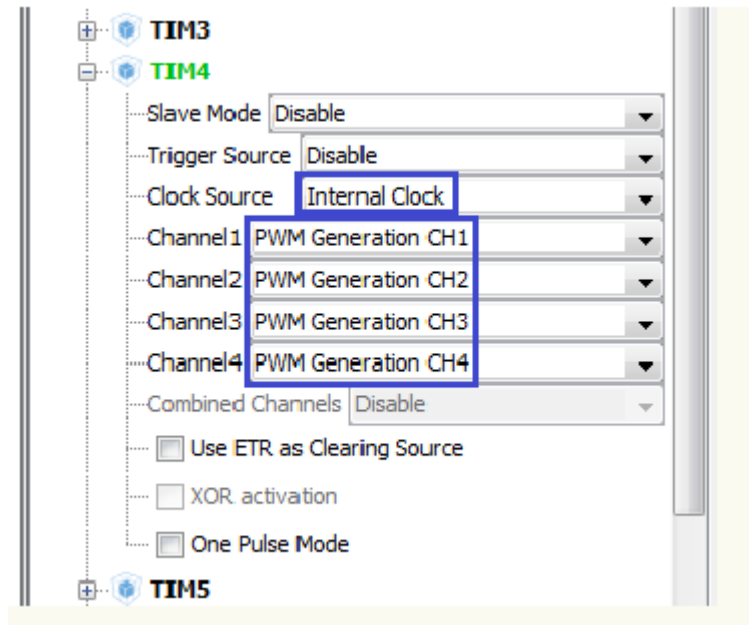 TIM3
TIM4
Slave Mode Disable
Trigger Source Disable
Clock Source Internal Clock
Channel1 PWM Generation CH1
Channel2 PWM Generation CH2
Channel3 PWM Generation CH3
Channel4 PWM Generation CH4
Combined Channels Disable
Use ETR as Clearing Source
XOR activation
One Pulse Mode
TIM5